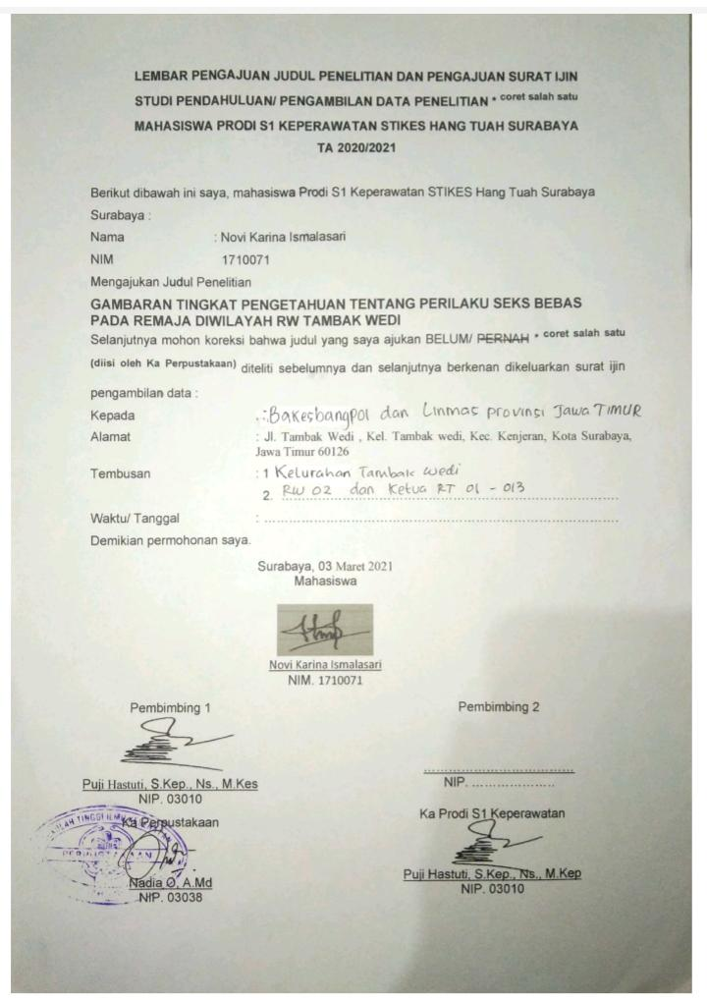 LEMBAR PENGAJUAN JUDUL PENELITIAN DAN PENGAJUAN SURAT IJIN
STUDI PENDAHULUAN/ PENGAMBILAN DATA PENELITIAN * coret salah satu
MAHASISWA PRODI S1 KEPERAWATAN STIKES HANG TUAH SURABAYA
TA 2020/2021
Berikut dibawah ini saya, mahasiswa Prodi S1 Keperawatan STIKES Hang Tuah Surabaya
Surabaya :
Nama : Novi Karina Ismalasari
NIM 1710071
Mengajukan Judul Penelitian
GAMBARAN TINGKAT PENGETAHUAN TENTANG PERILAKU SEKS BEBAS
PADA REMAJA DIWILAYAH RW TAMBAK WEDI
Selanjutnya mohon koreksi bahwa judul yang saya ajukan BELUM/ PERNAH * coret salah satu
(diisi oleh Ka Perpustakaan) diteliti sebelumnya dan selanjutnya berkenan dikeluarkan surat ijin
pengambilan data :
Kepada .:Bakesbangpol dan Linmas provinsi Jawa TIMUR
Alamat : Jl. Tambak Wedi , Kel. Tambak wedi, Kec. Kenjeran, Kota Surabaya,
Jawa Timur 60126
Tembusan : 1 Kelurahan Tambak wedi
2. RW 02 dan Ketua RT 01 - 013
Waktu/ Tanggal : ................................................
Demikian permohonan saya.
Surabaya, 03 Maret 2021
Mahasiswa
Novi Karina Ismalasari
NIM. 1710071
Pembimbing 1 Pembimbing 2
Puji Hastuti, S.Kep., Ns., M.Kes
NIP. 03010
NIP. ......................
Ka Perpustakaan
PERPUSTAKAAN
Nadia O, A.Md
NIP. 03038
Ka Prodi S1 Keperawatan
Puji Hastuti, S.Kep., Ns., M.Kep
NIP. 03010